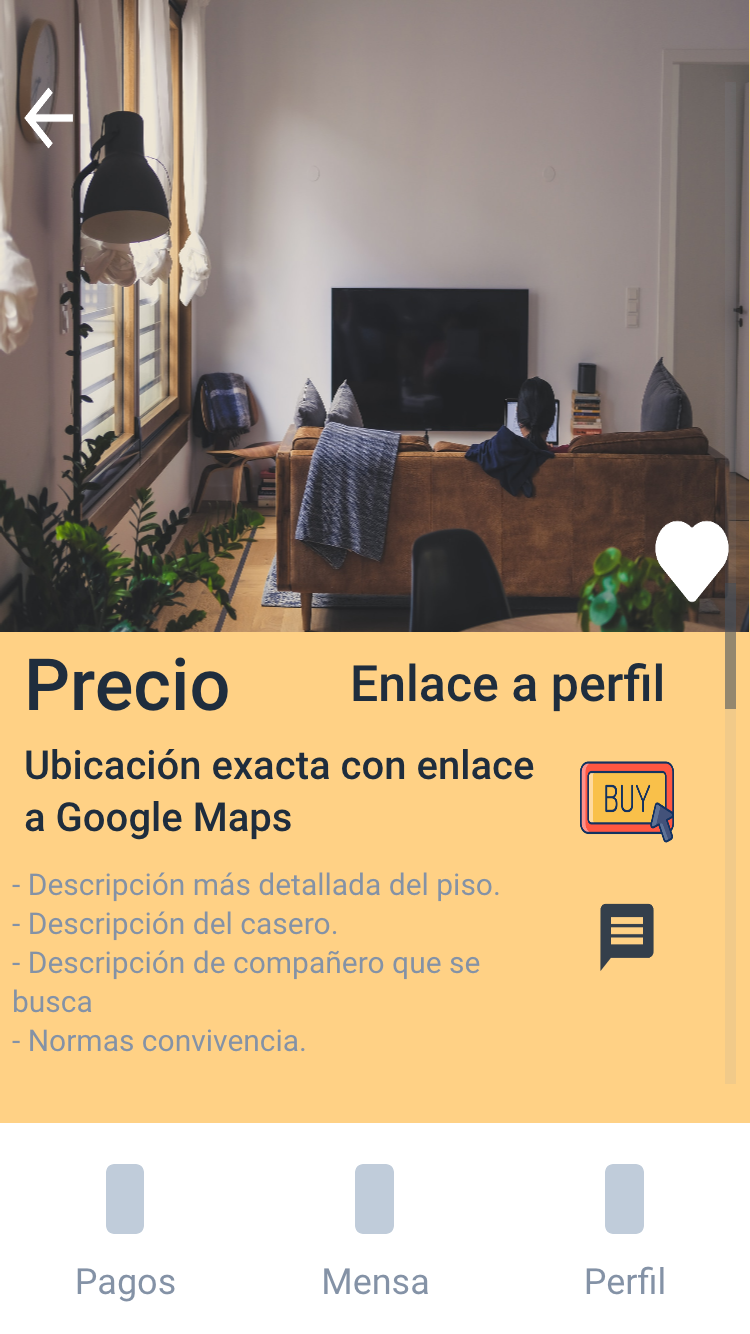 Precio
Enlace a perfil
Ubicación exacta con enlace
a Google Maps
BUY
- Descripción más detallada del piso.
- Descripción del casero.
- Descripción de compañero que se
busca
- Normas convivencia.
Pagos
Mensa
Perfil